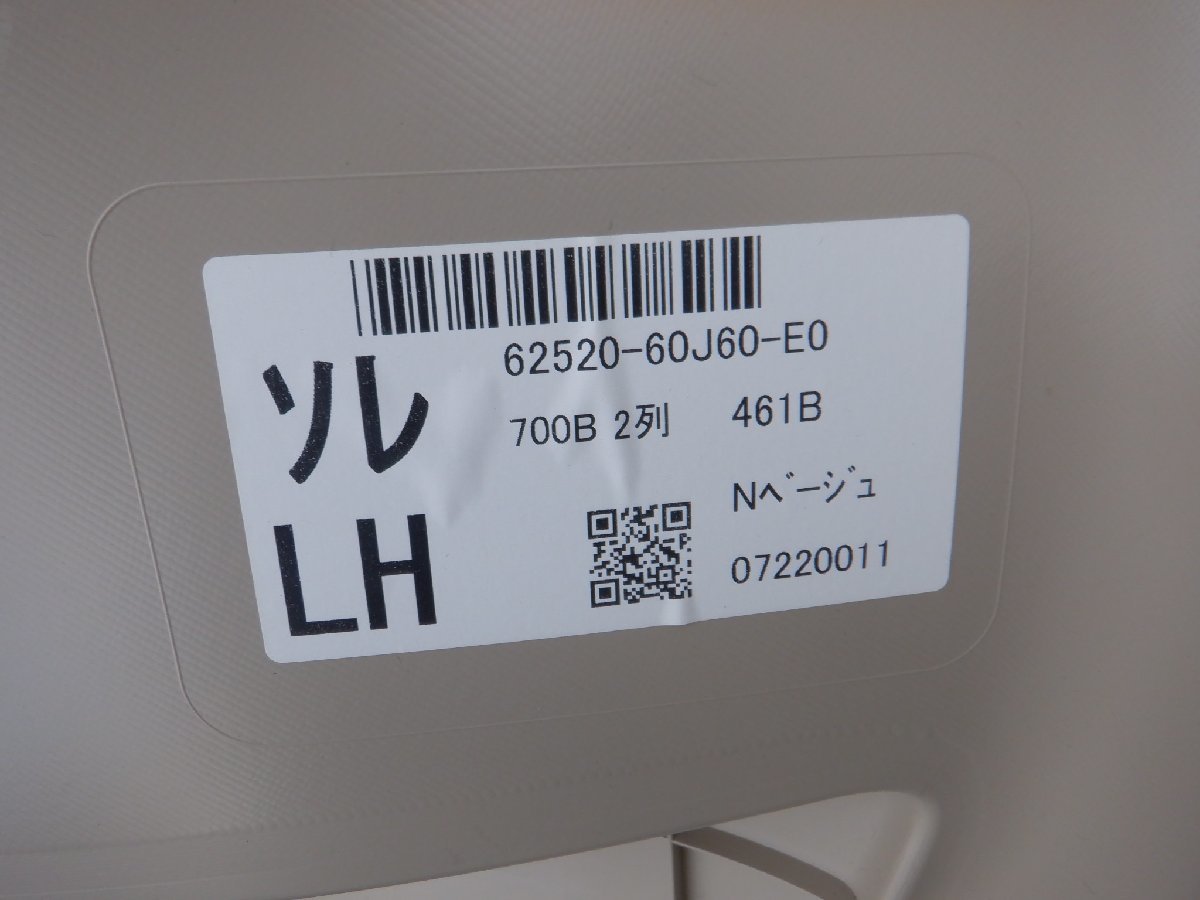 62520-60J60-E0
ｿﾚ
700B 2列 461B
LH
Nﾍﾞｰｼﾞｭ
07220011